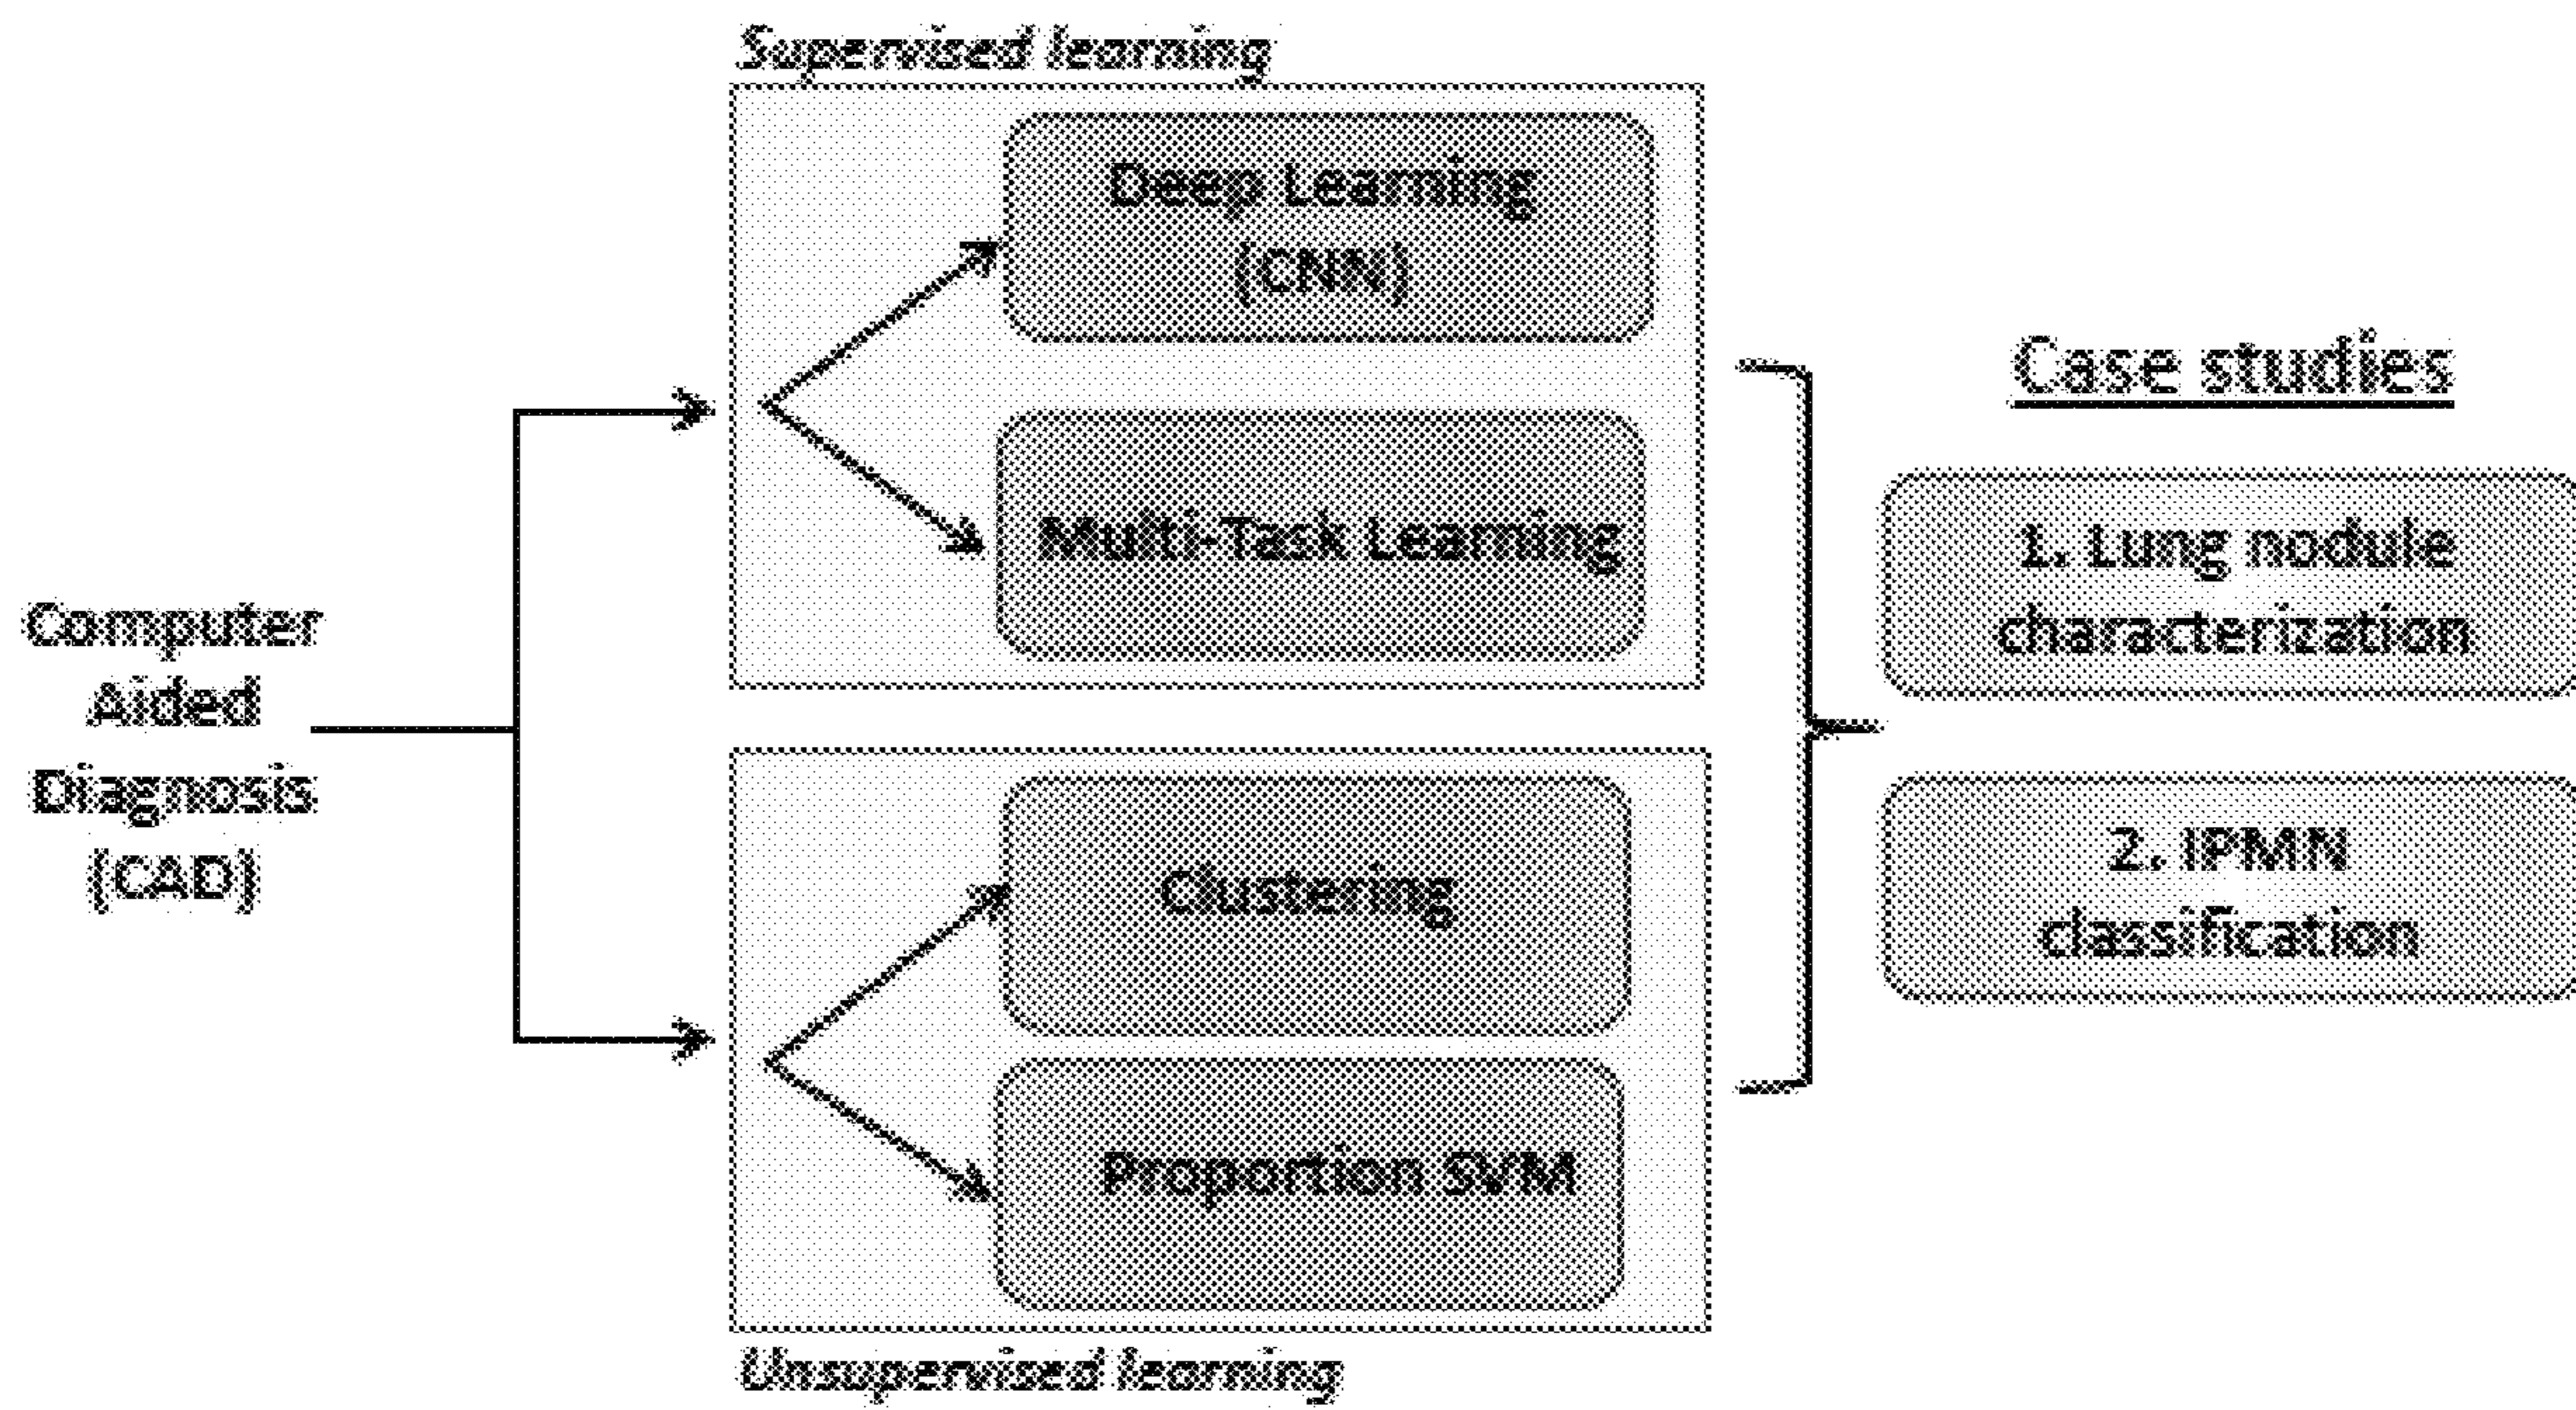 Supervised learning
Deep Learning
(CNN)
Multi-Task Learning
Computer
Aided
Diagnosis
(CAD)
Clustering
Proportion SVM
Unsupervised learning
Case studies
1. Lung nodule
characterization
2. IPMN
classification